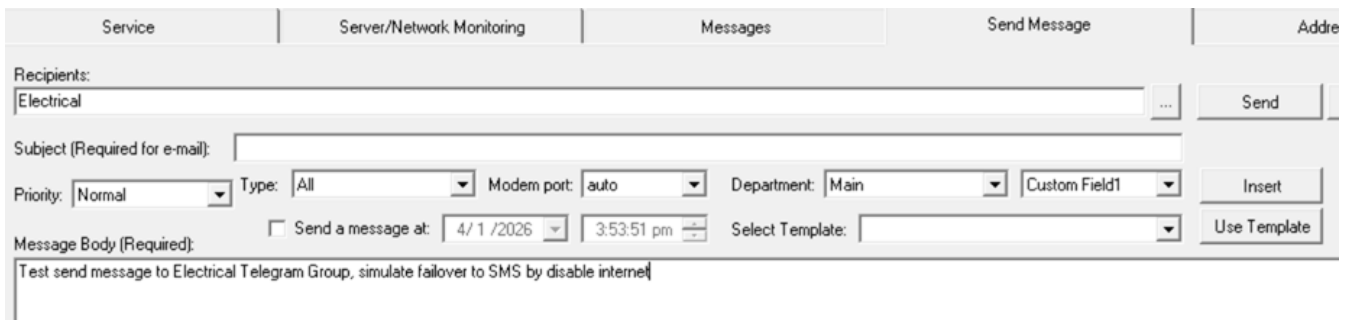 Service Server/Network Monitoring Messages Send Message Addre
Recipients:
Electrical ... Send
Subject (Required for e-mail):
Priority: Normal Type: All Modem port: auto Department: Main Custom Field1 Insert
Send a message at: 4/ 1 /2026 3:53:51 pm Select Template: Use Template
Message Body (Required):
Test send message to Electrical Telegram Group, simulate failover to SMS by disable internet